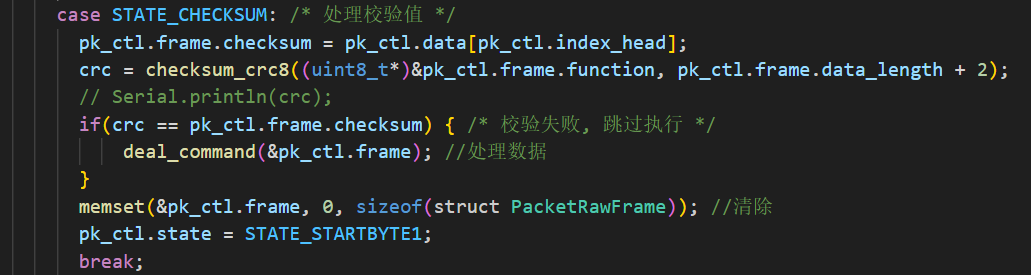 case STATE_CHECKSUM: /* 处理校验值 */
pk_ctl.frame.checksum = pk_ctl.data[pk_ctl.index_head];
crc = checksum_crc8((uint8_t*)&pk_ctl.frame.function, pk_ctl.frame.data_length + 2);
// Serial.println(crc);
if(crc == pk_ctl.frame.checksum) { /* 校验失败, 跳过执行 */
deal_command(&pk_ctl.frame); //处理数据
}
memset(&pk_ctl.frame, 0, sizeof(struct PacketRawFrame)); //清除
pk_ctl.state = STATE_STARTBYTE1;
break;